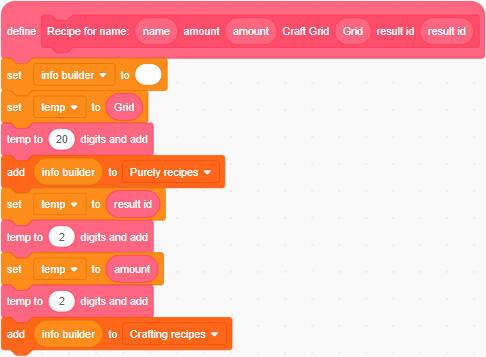 define Recipe for name: name amount amount Craft Grid Grid result id result id
set info builder to
set temp to Grid
temp to 20 digits and add
add info builder to Purely recipes
set temp to result id
temp to 2 digits and add
set temp to amount
temp to 2 digits and add
add info builder to Crafting recipes